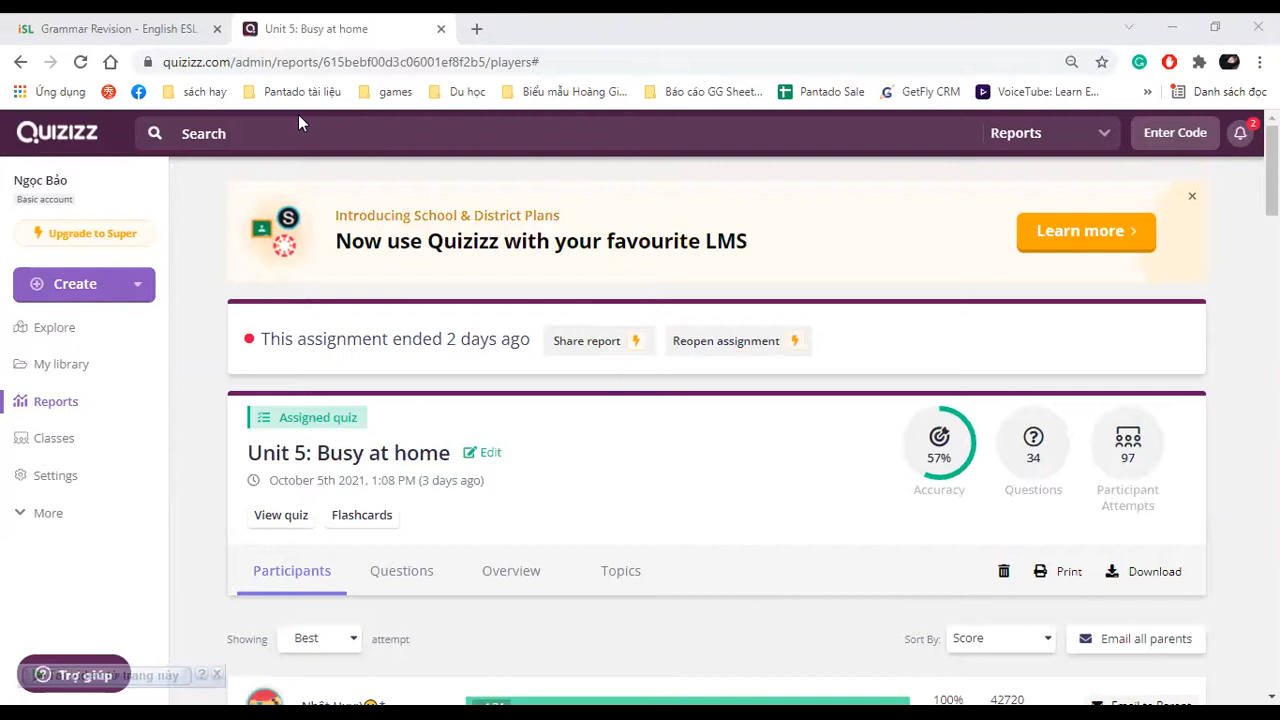 iSL Grammar Revision - English ESL
Unit 5: Busy at home
quizizz.com/admin/reports/615bebf00d3c06001ef8fcb5/players#
Ứng dụng
sách hay
Pantado tài liệu
games
Du học
Biểu mẫu Hoàng Gi...
Báo cáo GG Sheet...
Pantado Sale
GetFly CRM
VoiceTube: Learn E...
»
Danh sách đọc
QUIZIZZ
Search
Reports
Enter Code
2
Ngọc Bảo
Basic account
Upgrade to Super
Create
Explore
My library
Reports
Classes
Settings
More
Introducing School & District Plans
Now use Quizizz with your favourite LMS
Learn more
This assignment ended 2 days ago
Share report
Reopen assignment
Assigned quiz
Unit 5: Busy at home
Edit
October 5th 2021, 1:08 PM (3 days ago)
View quiz
Flashcards
57%
Accuracy
34
Questions
97
Participant
Attempts
Participants
Questions
Overview
Topics
Print
Download
Showing
Best
attempt
Sort By:
Score
Email all parents
Trợ giúp
trang này
100%
42720